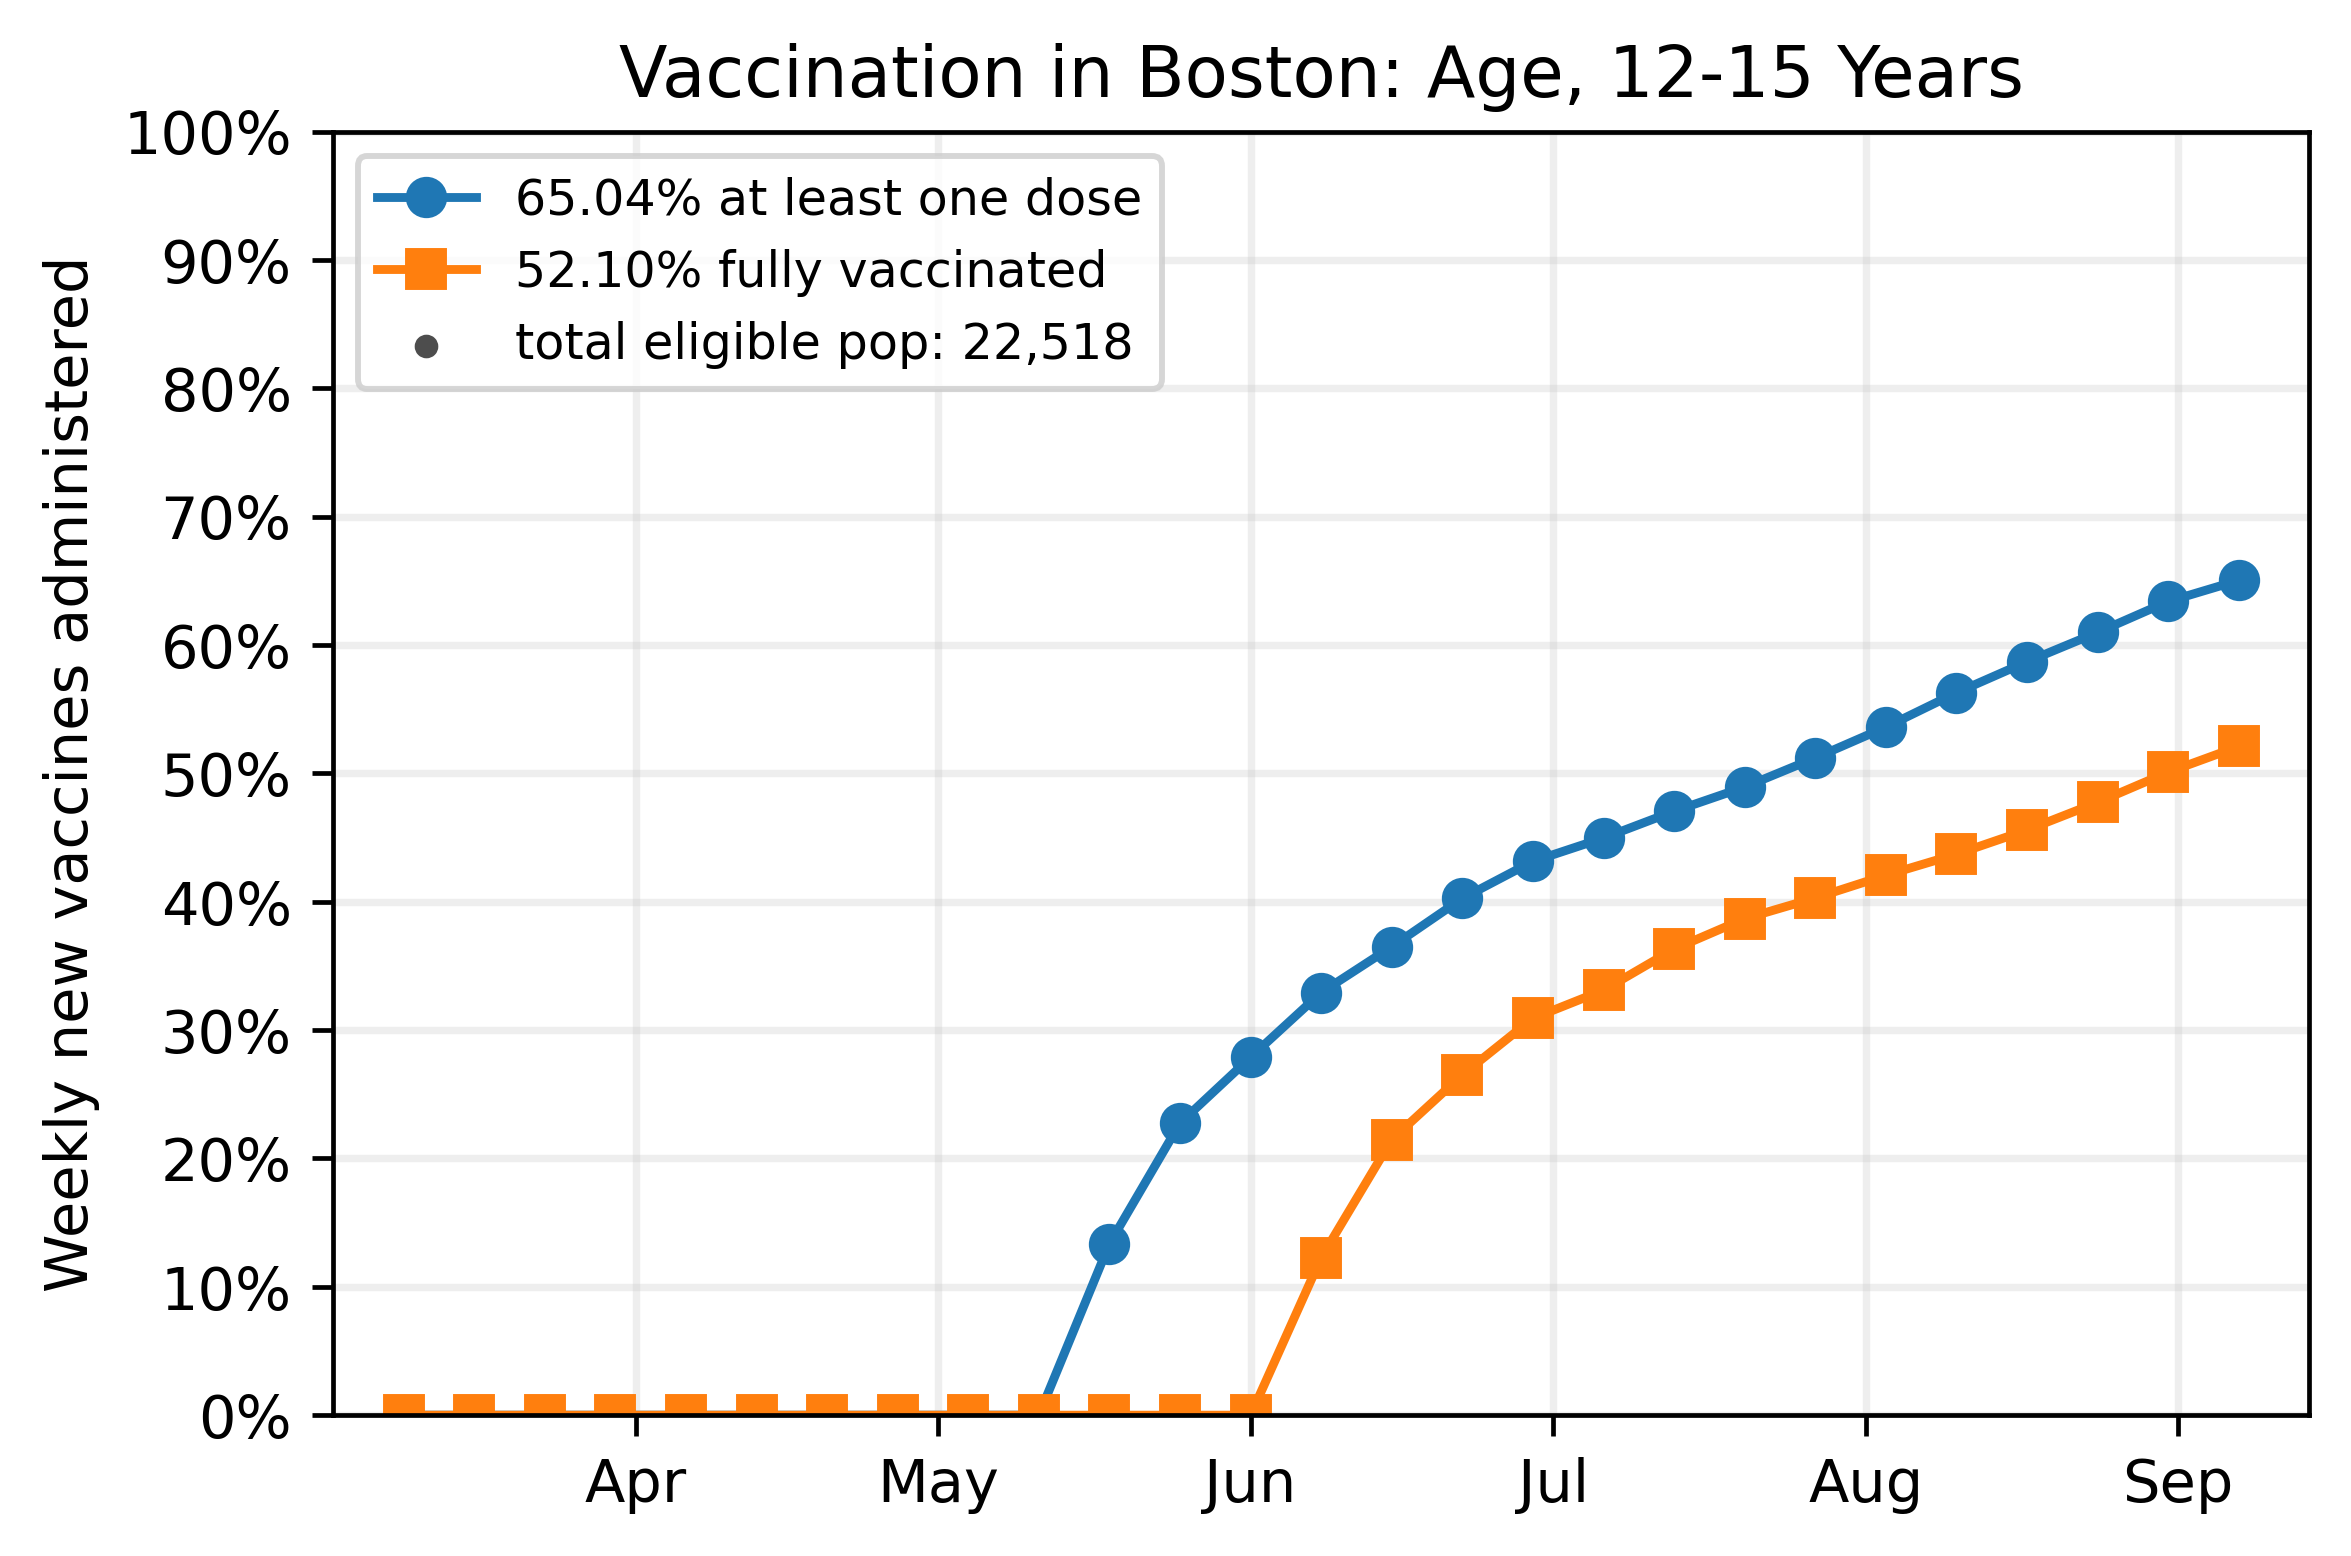 Vaccination in Boston: Age, 12-15 Years
Weekly new vaccines administered
100%
90%
80%
70%
60%
50%
40%
30%
20%
10%
0%
65.04% at least one dose
52.10% fully vaccinated
total eligible pop: 22,518
Apr May Jun Jul Aug Sep